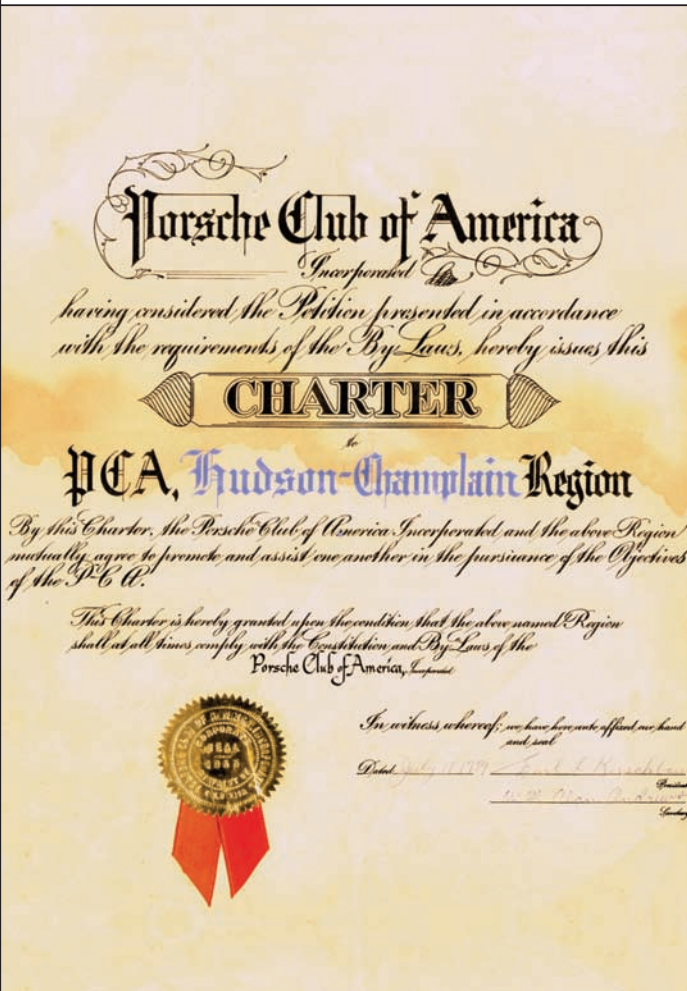 Porsche Club of America
Incorporated
having considered the Petition presented in accordance
with the requirements of the By Laws, hereby issues this
CHARTER
to
PCA, Hudson-Champlain Region
By this Charter, the Porsche Club of America Incorporated and the above Region
mutually agree to promote and assist one another in the pursuance of the Objectives
of the P C A.
This Charter is hereby granted upon the condition that the above named Region
shall at all times comply with the Constitution and By Laws of the
Porsche Club of America, Incorporated
In witness whereof, we have here unto affixed our hand
and seal
Dated July
President
Secretary